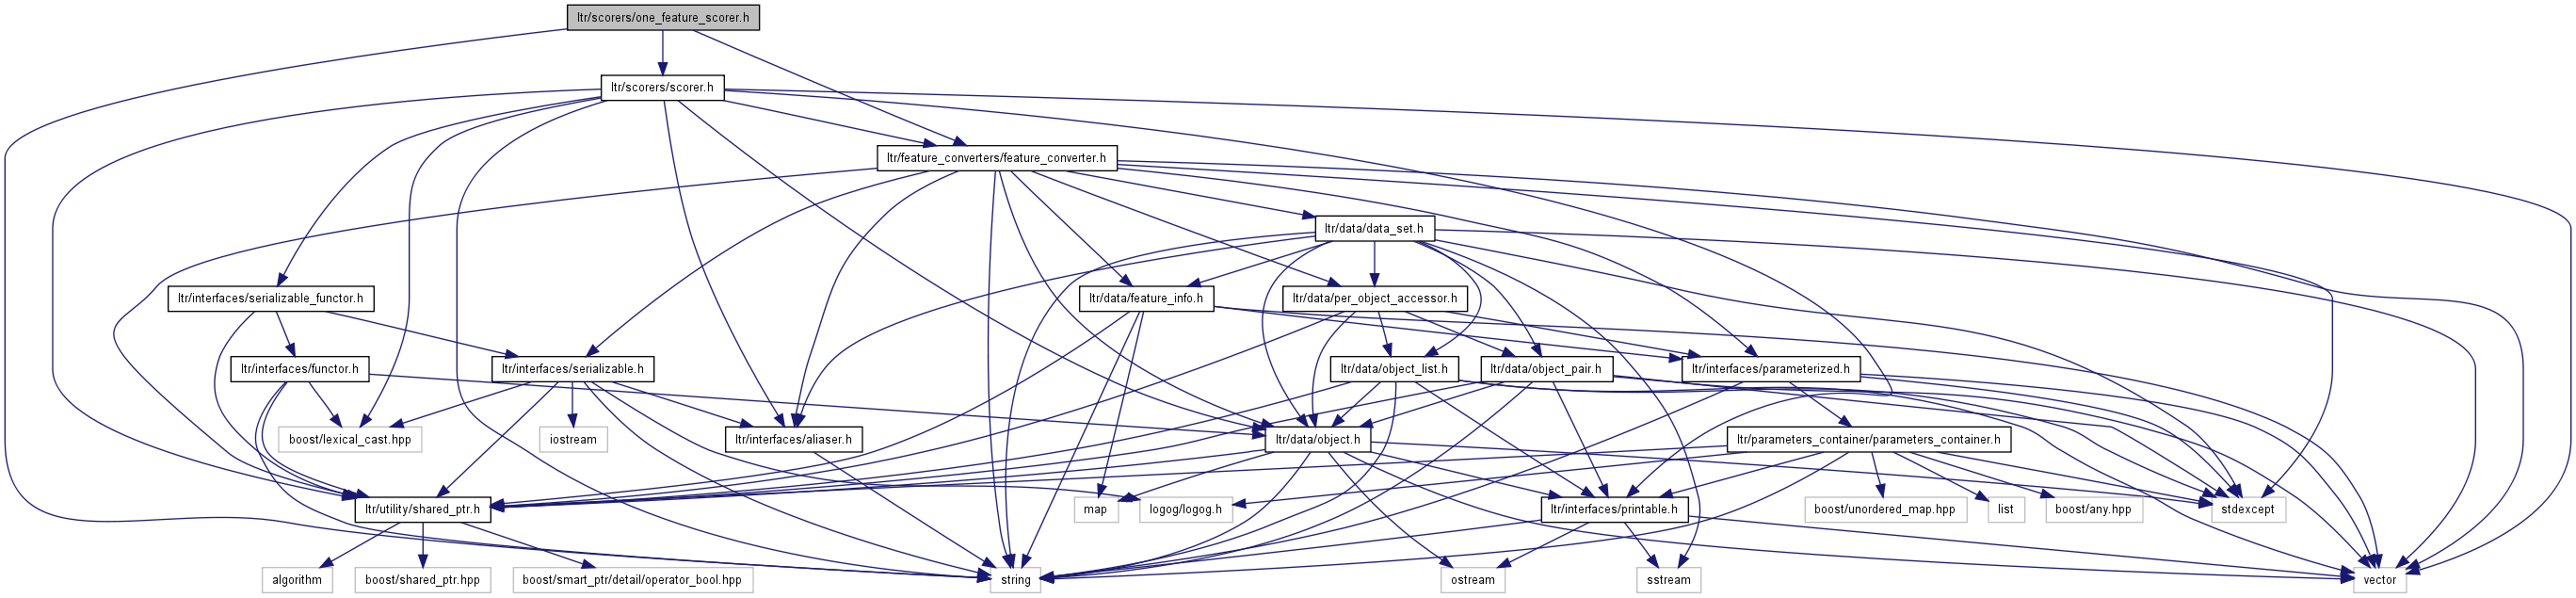 ltr/scorers/one_feature_scorer.h
ltr/scorers/scorer.h
ltr/feature_converters/feature_converter.h
ltr/data/data_set.h
ltr/interfaces/serializable_functor.h
ltr/data/feature_info.h
ltr/data/per_object_accessor.h
ltr/interfaces/functor.h
ltr/interfaces/serializable.h
ltr/data/object_list.h
ltr/data/object_pair.h
ltr/interfaces/parameterized.h
boost/lexical_cast.hpp
iostream
ltr/interfaces/aliaser.h
ltr/data/object.h
ltr/parameters_container/parameters_container.h
ltr/utility/shared_ptr.h
map
logog/logog.h
ltr/interfaces/printable.h
boost/unordered_map.hpp
list
boost/any.hpp
stdexcept
algorithm
boost/shared_ptr.hpp
boost/smart_ptr/detail/operator_bool.hpp
string
ostream
sstream
vector